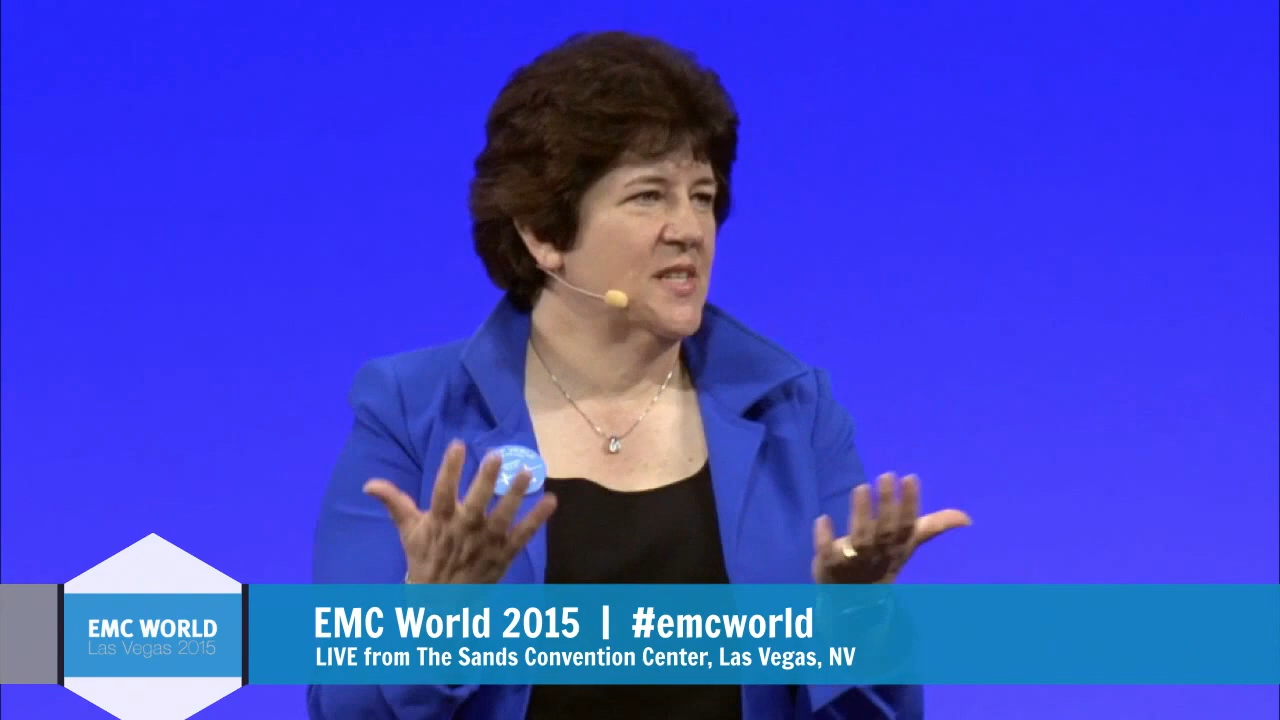 EMC WORLD
Las Vegas 2015
EMC World 2015 | #emcworld
LIVE from The Sands Convention Center, Las Vegas, NV